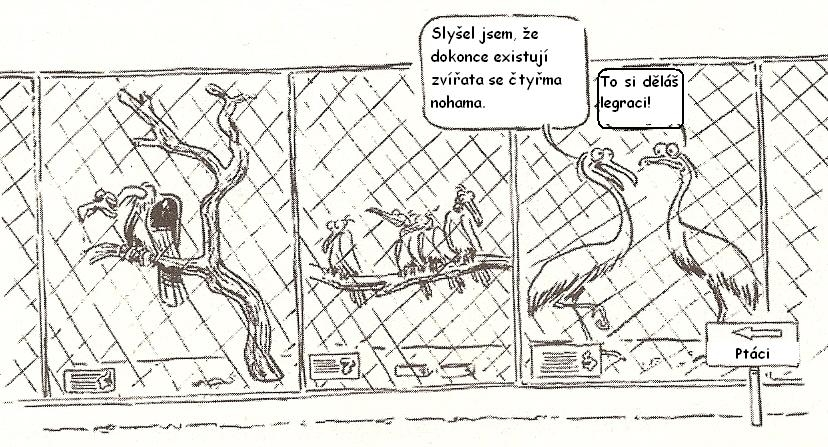 Slyšel jsem, že
dokonce existují
zvířata se čtyřma
nohama.
To si děláš
legraci!
Ptáci